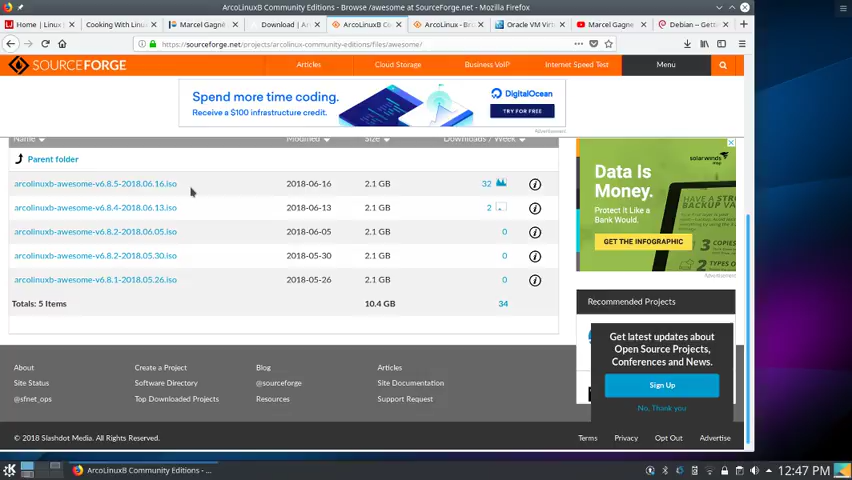 ArcoLinuxB Community Editions - Browse /awesome at SourceForge.net - Mozilla Firefox
Home | Linux
Cooking With Linu
Marcel Gagné
Download | A
ArcoLinuxB C
ArcoLinux - Bro
Oracle VM Virt
Marcel Gagne
Debian -- Getti
https://sourceforge.net/projects/arcolinux-community-editions/files/awesome/
SOURCEFORGE
Articles
Cloud Storage
Business VoIP
Internet Speed Test
Menu
Spend more time coding.
Receive a $100 infrastructure credit.
DigitalOcean
TRY FOR FREE
Advertisement
Name
Modified
Size
Downloads / Week
Parent folder
arcolinuxb-awesome-v6.8.5-2018.06.16.iso 2018-06-16 2.1 GB 32
arcolinuxb-awesome-v6.8.4-2018.06.13.iso 2018-06-13 2.1 GB 2
arcolinuxb-awesome-v6.8.2-2018.06.05.iso 2018-06-05 2.1 GB 0
arcolinuxb-awesome-v6.8.2-2018.05.30.iso 2018-05-30 2.1 GB 0
arcolinuxb-awesome-v6.8.1-2018.05.26.iso 2018-05-26 2.1 GB 0
Totals: 5 Items 10.4 GB 34
solarwinds
Data Is
Money.
Protect it Like a
Bank Would.
GET THE INFOGRAPHIC
Advertisement
Recommended Projects
Get latest updates about
Open Source Projects,
Conferences and News.
Sign Up
No, Thank you
About
Site Status
@sfnet_ops
Create a Project
Software Directory
Top Downloaded Projects
Blog
@sourceforge
Resources
Articles
Site Documentation
Support Request
© 2018 Slashdot Media. All Rights Reserved.
Terms
Privacy
Opt Out
Advertise
ArcoLinuxB Community Editions - ...
12:47 PM